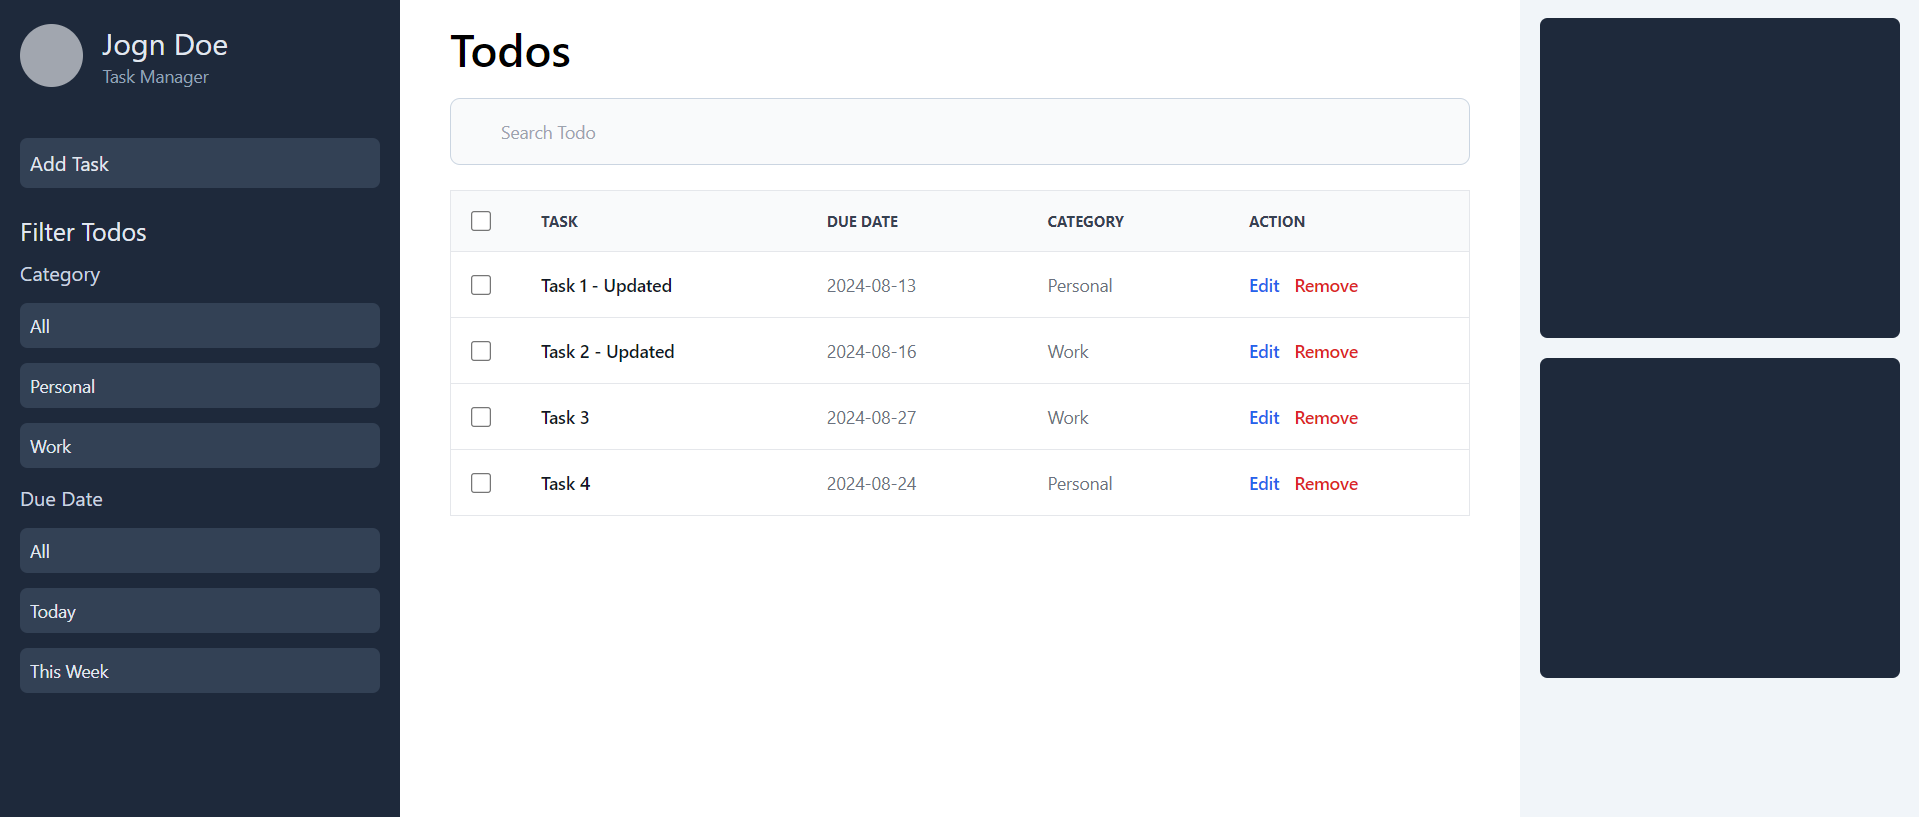 Jogn Doe
Task Manager
Add Task
Filter Todos
Category
All
Personal
Work
Due Date
All
Today
This Week
Todos
Search Todo
TASK DUE DATE CATEGORY ACTION
Task 1 - Updated 2024-08-13 Personal Edit Remove
Task 2 - Updated 2024-08-16 Work Edit Remove
Task 3 2024-08-27 Work Edit Remove
Task 4 2024-08-24 Personal Edit Remove